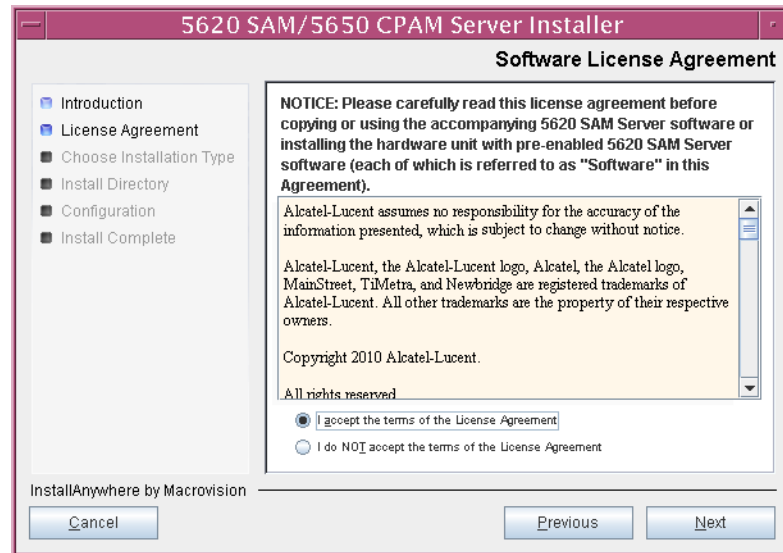 5620 SAM/5650 CPAM Server Installer
Software License Agreement
Introduction
License Agreement
Choose Installation Type
Install Directory
Configuration
Install Complete
NOTICE: Please carefully read this license agreement before
copying or using the accompanying 5620 SAM Server software or
installing the hardware unit with pre-enabled 5620 SAM Server
software (each of which is referred to as "Software" in this
Agreement).
Alcatel-Lucent assumes no responsibility for the accuracy of the
information presented, which is subject to change without notice.
Alcatel-Lucent, the Alcatel-Lucent logo, Alcatel, the Alcatel logo,
MainStreet, TiMetra, and Newbridge are registered trademarks of
Alcatel-Lucent. All other trademarks are the property of their respective
owners.
Copyright 2010 Alcatel-Lucent.
All rights reserved
I accept the terms of the License Agreement
I do NOT accept the terms of the License Agreement
InstallAnywhere by Macrovision
Cancel
Previous
Next